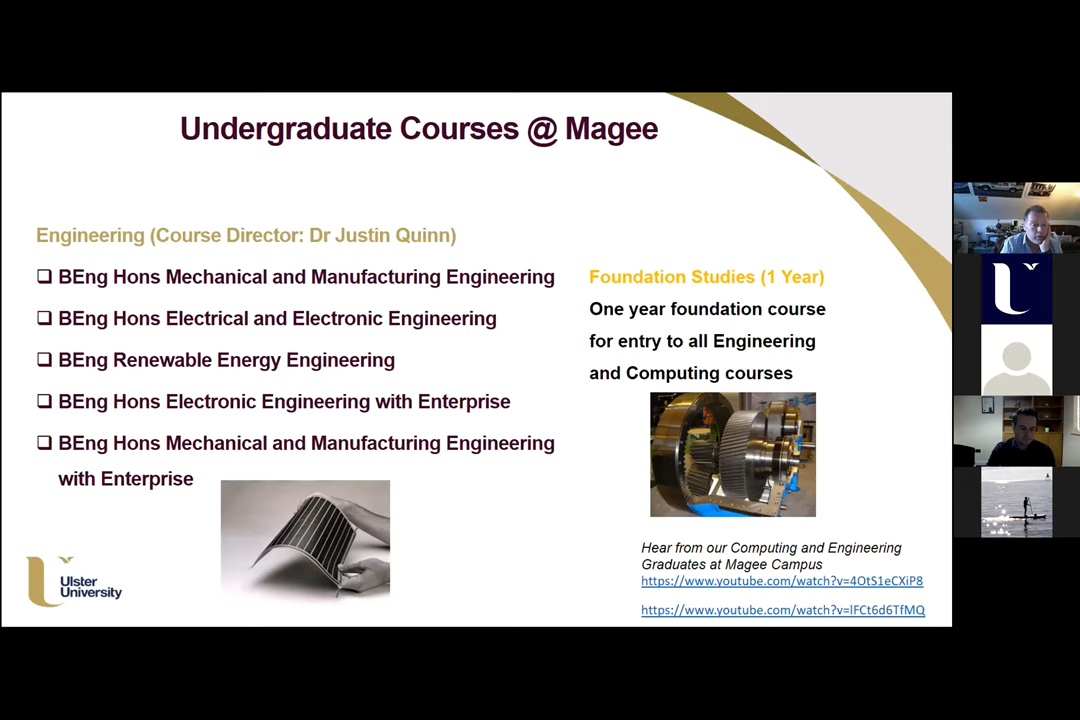 Undergraduate Courses @ Magee
Engineering (Course Director: Dr Justin Quinn)
BEng Hons Mechanical and Manufacturing Engineering
BEng Hons Electrical and Electronic Engineering
BEng Renewable Energy Engineering
BEng Hons Electronic Engineering with Enterprise
BEng Hons Mechanical and Manufacturing Engineering
with Enterprise
Foundation Studies (1 Year)
One year foundation course
for entry to all Engineering
and Computing courses
Hear from our Computing and Engineering
Graduates at Magee Campus
https://www.youtube.com/watch?v=4OtS1eCXiP8
https://www.youtube.com/watch?v=lFCt6d6TfMQ
Ulster
University